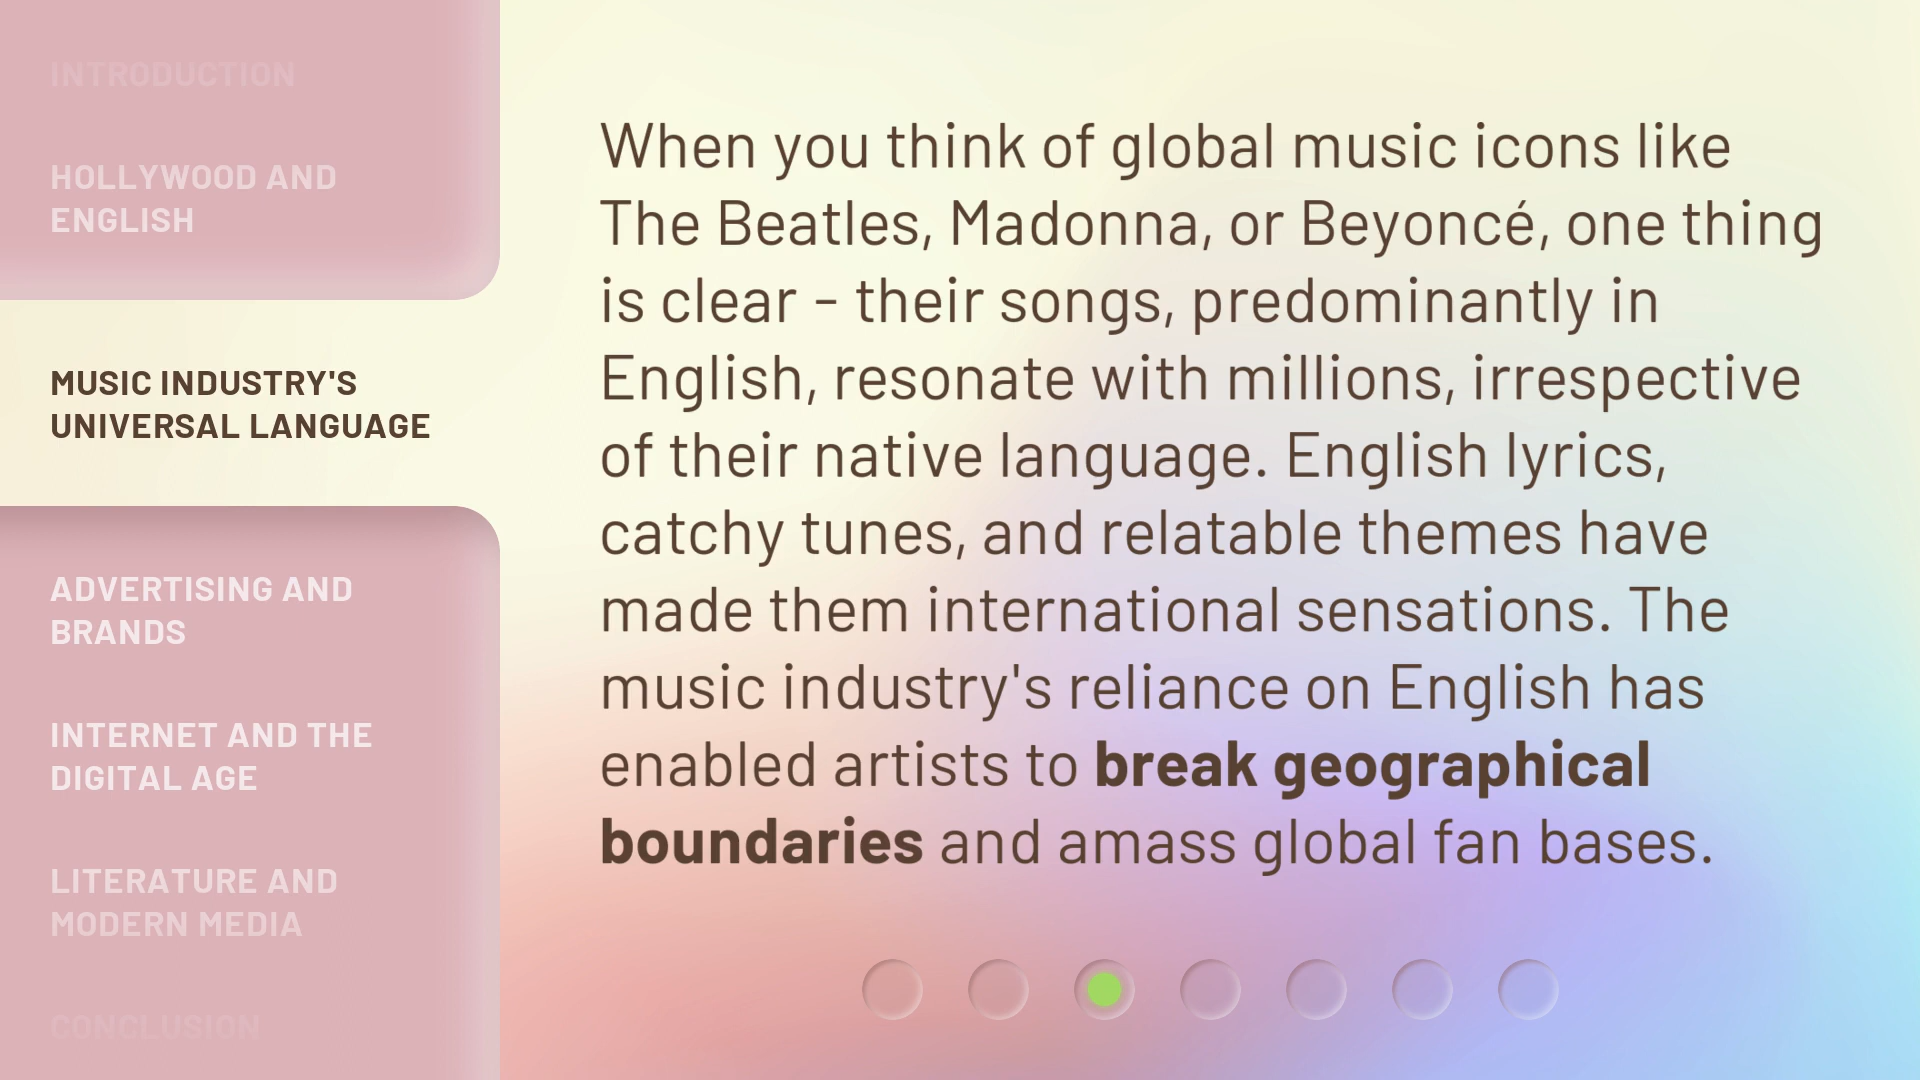 INTRODUCTION
HOLLYWOOD AND
ENGLISH
MUSIC INDUSTRY'S
UNIVERSAL LANGUAGE
ADVERTISING AND
BRANDS
INTERNET AND THE
DIGITAL AGE
LITERATURE AND
MODERN MEDIA
CONCLUSION
When you think of global music icons like
The Beatles, Madonna, or Beyoncé, one thing
is clear - their songs, predominantly in
English, resonate with millions, irrespective
of their native language. English lyrics,
catchy tunes, and relatable themes have
made them international sensations. The
music industry's reliance on English has
enabled artists to break geographical
boundaries and amass global fan bases.